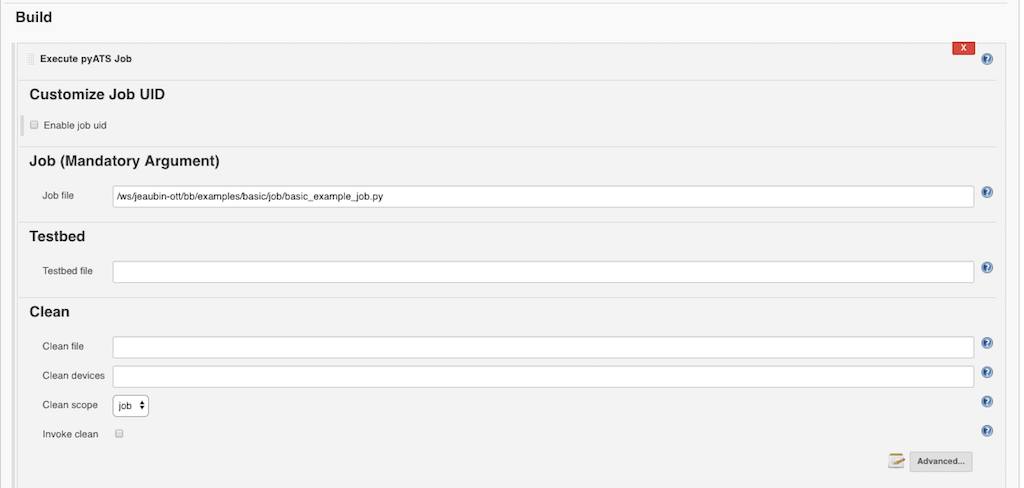 Build
X
Execute pyATS Job
Customize Job UID
Enable job uid
Job (Mandatory Argument)
Job file /ws/jeaubin-ott/bb/examples/basic/job/basic_example_job.py
Testbed
Testbed file
Clean
Clean file
Clean devices
Clean scope job
Invoke clean
Advanced...